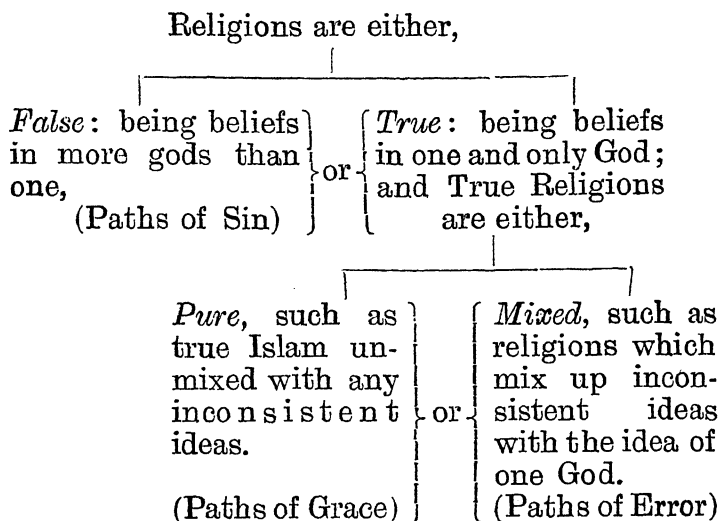 Religions are either,
False: being beliefs
in more gods than
one,
(Paths of Sin)
or
True: being beliefs
in one and only God;
and True Religions
are either,
Pure, such as
true Islam un-
mixed with any
inconsistent
ideas.
(Paths of Grace)
or
Mixed, such as
religions which
mix up incon-
sistent ideas
with the idea of
one God.
(Paths of Error)